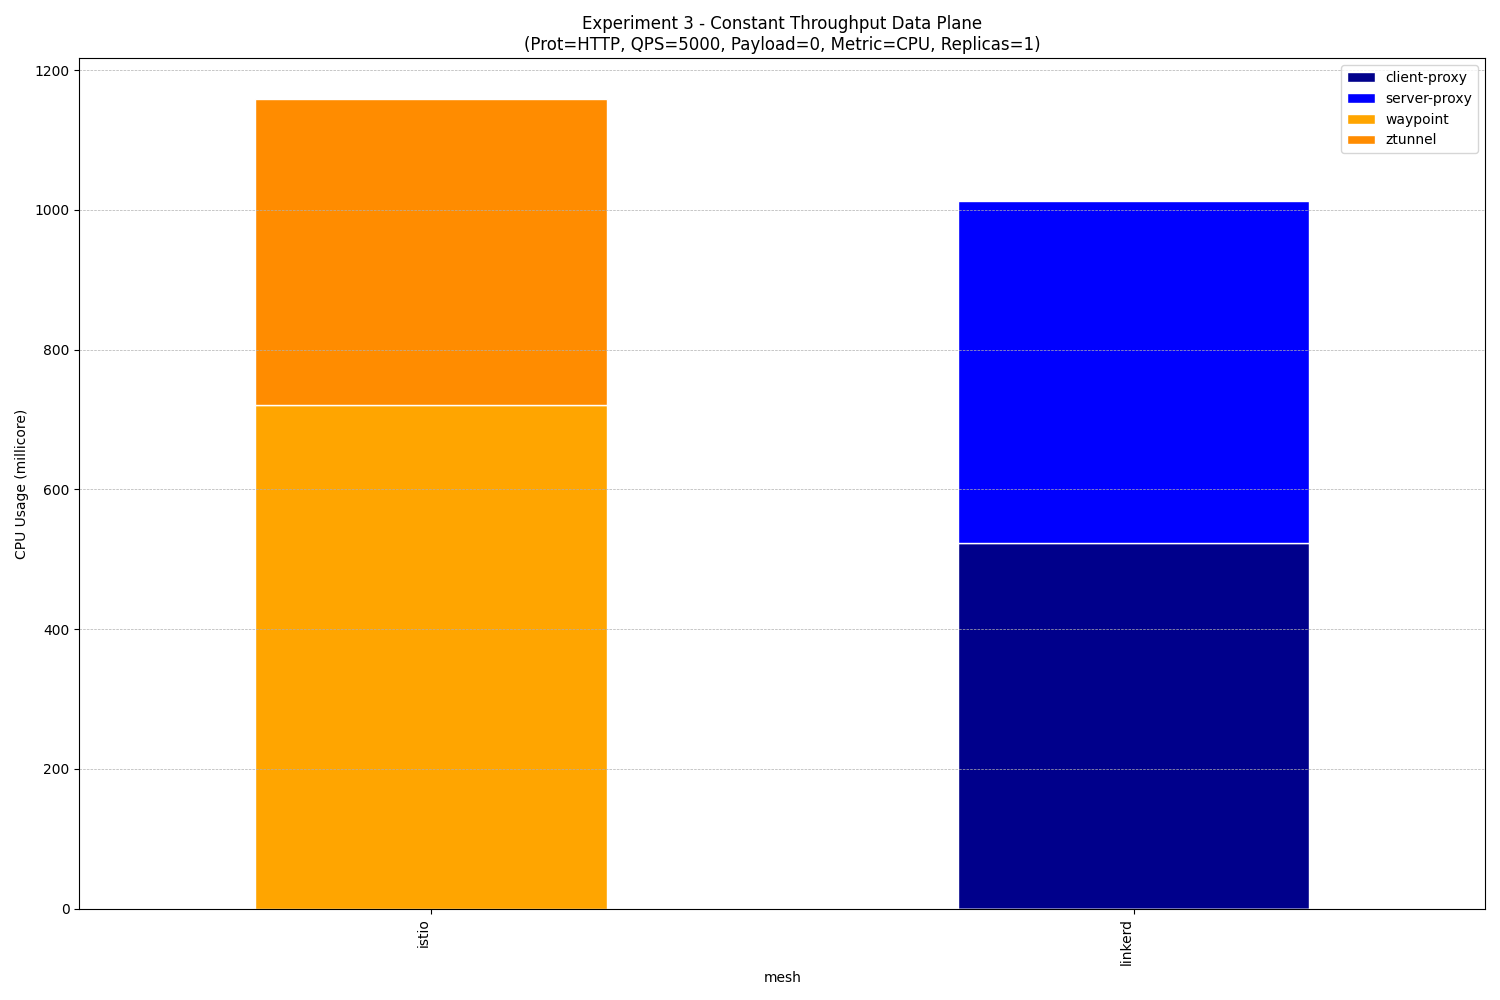 Experiment 3 - Constant Throughput Data Plane
(Prot=HTTP, QPS=5000, Payload=0, Metric=CPU, Replicas=1)
client-proxy
server-proxy
waypoint
ztunnel
1200
1000
800
600
400
200
0
CPU Usage (millicore)
istio
linkerd
mesh